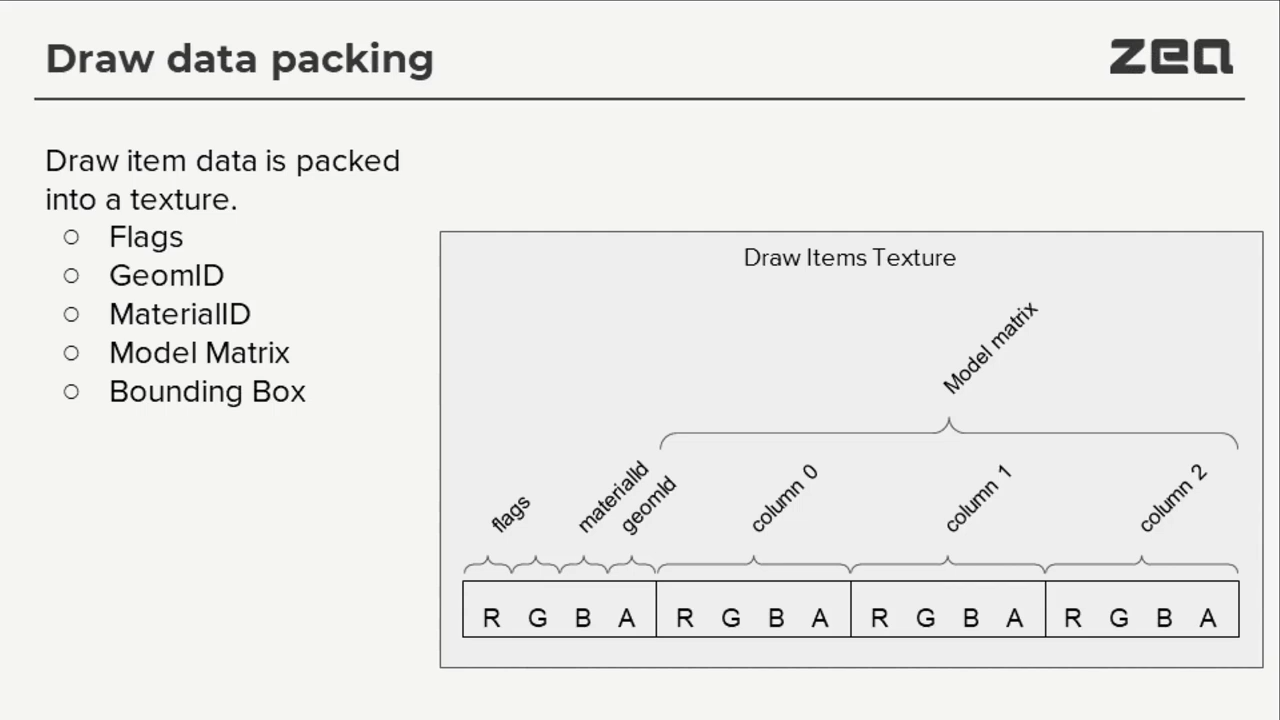 Draw data packing
zea
Draw item data is packed
into a texture.
○ Flags
○ GeomID
○ MaterialID
○ Model Matrix
○ Bounding Box
Draw Items Texture
Model matrix
flags
materialId
geomId
column 0
column 1
column 2
R G B A R G B A R G B A R G B A